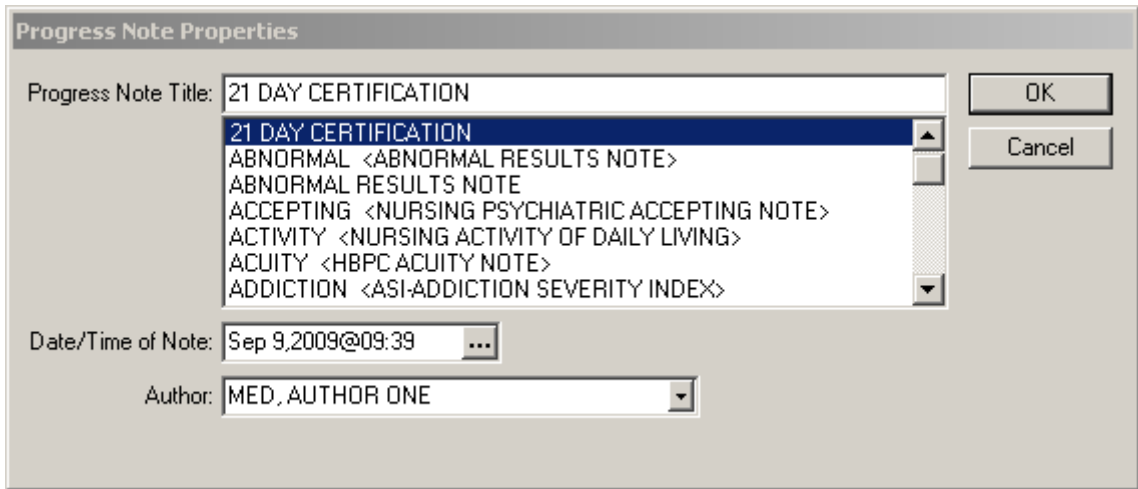 Progress Note Properties
Progress Note Title: 21 DAY CERTIFICATION
OK
21 DAY CERTIFICATION
Cancel
ABNORMAL <ABNORMAL RESULTS NOTE>
ABNORMAL RESULTS NOTE
ACCEPTING <NURSING PSYCHIATRIC ACCEPTING NOTE>
ACTIVITY <NURSING ACTIVITY OF DAILY LIVING>
ACUITY <HBPC ACUITY NOTE>
ADDICTION <ASI-ADDICTION SEVERITY INDEX>
Date/Time of Note: Sep 9,2009@09:39 ...
Author: MED, AUTHOR ONE